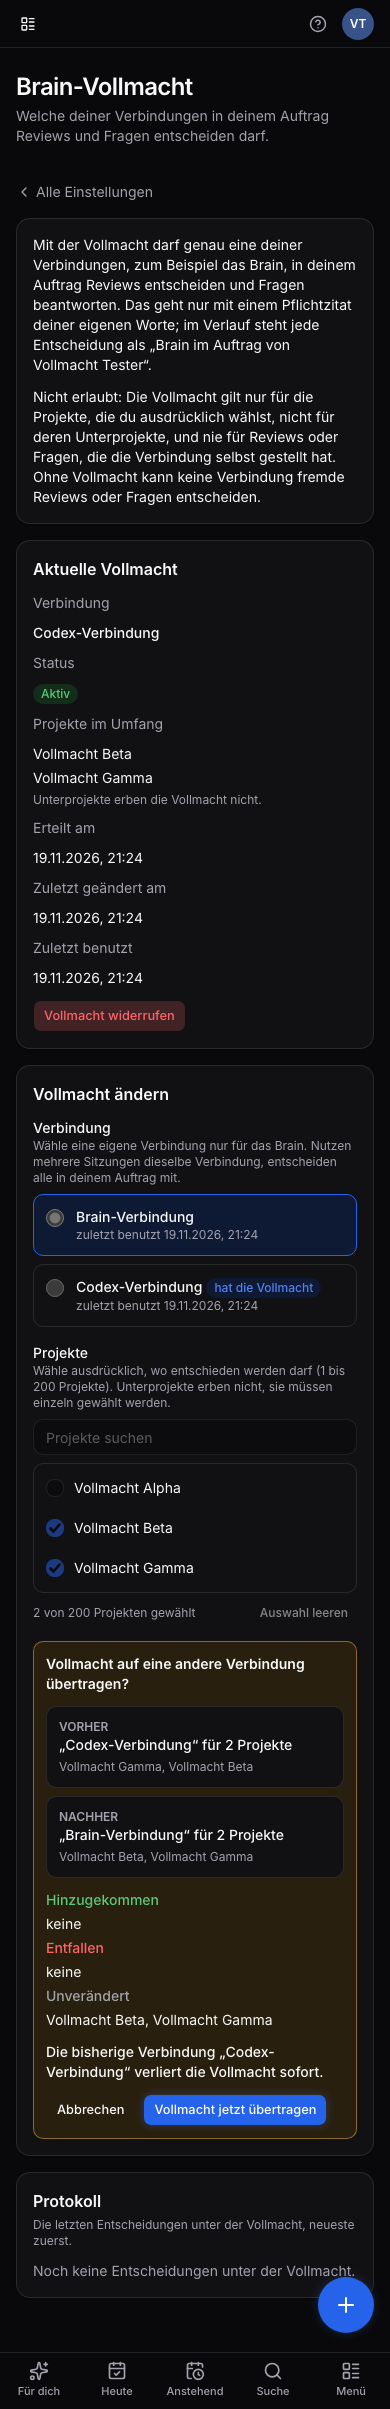 VT
Brain-Vollmacht
Welche deiner Verbindungen in deinem Auftrag
Reviews und Fragen entscheiden darf.
Alle Einstellungen
Mit der Vollmacht darf genau eine deiner
Verbindungen, zum Beispiel das Brain, in deinem
Auftrag Reviews entscheiden und Fragen
beantworten. Das geht nur mit einem Pflichtzitat
deiner eigenen Worte; im Verlauf steht jede
Entscheidung als „Brain im Auftrag von
Vollmacht Tester“.
Nicht erlaubt: Die Vollmacht gilt nur für die
Projekte, die du ausdrücklich wählst, nicht für
deren Unterprojekte, und nie für Reviews oder
Fragen, die die Verbindung selbst gestellt hat.
Ohne Vollmacht kann keine Verbindung fremde
Reviews oder Fragen entscheiden.
Aktuelle Vollmacht
Verbindung
Codex-Verbindung
Status
Aktiv
Projekte im Umfang
Vollmacht Beta
Vollmacht Gamma
Unterprojekte erben die Vollmacht nicht.
Erteilt am
19.11.2026, 21:24
Zuletzt geändert am
19.11.2026, 21:24
Zuletzt benutzt
19.11.2026, 21:24
Vollmacht widerrufen
Vollmacht ändern
Verbindung
Wähle eine eigene Verbindung nur für das Brain. Nutzen
mehrere Sitzungen dieselbe Verbindung, entscheiden
alle in deinem Auftrag mit.
Brain-Verbindung
zuletzt benutzt 19.11.2026, 21:24
Codex-Verbindung hat die Vollmacht
zuletzt benutzt 19.11.2026, 21:24
Projekte
Wähle ausdrücklich, wo entschieden werden darf (1 bis
200 Projekte). Unterprojekte erben nicht, sie müssen
einzeln gewählt werden.
Projekte suchen
Vollmacht Alpha
Vollmacht Beta
Vollmacht Gamma
2 von 200 Projekten gewählt Auswahl leeren
Vollmacht auf eine andere Verbindung
übertragen?
VORHER
„Codex-Verbindung“ für 2 Projekte
Vollmacht Gamma, Vollmacht Beta
NACHHER
„Brain-Verbindung“ für 2 Projekte
Vollmacht Beta, Vollmacht Gamma
Hinzugekommen
keine
Entfallen
keine
Unverändert
Vollmacht Beta, Vollmacht Gamma
Die bisherige Verbindung „Codex-
Verbindung“ verliert die Vollmacht sofort.
Abbrechen Vollmacht jetzt übertragen
Protokoll
Die letzten Entscheidungen unter der Vollmacht, neueste
zuerst.
Noch keine Entscheidungen unter der Vollmacht.
Für dich Heute Anstehend Suche Menü